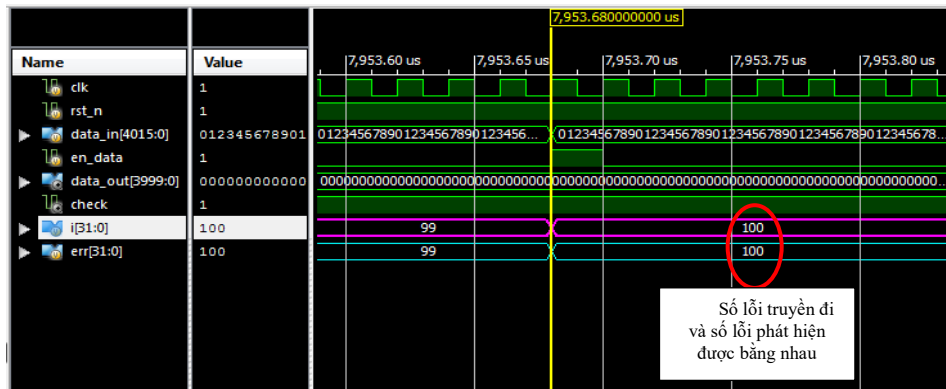 7,953.680000000 us
Name Value
7,953.60 us 7,953.65 us 7,953.70 us 7,953.75 us 7,953.80 us
clk 1
rst_n 1
data_in[4015:0] 012345678901 012345678901234567890123456... 012345678901234567890123456789012345678901234567890123456 78...
en_data 1
data_out[3999:0] 000000000000
check 1
i[31:0] 100 99 100
err[31:0] 100 99 100
Số lỗi truyền đi
và số lỗi phát hiện
được bằng nhau